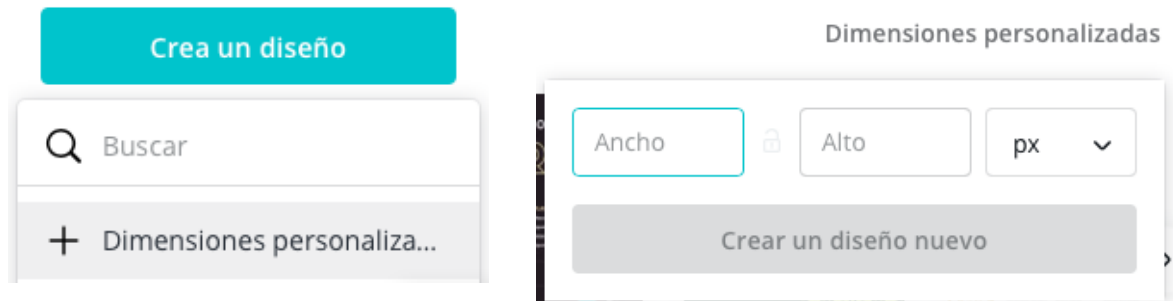 Crea un diseño
Buscar
Dimensiones personaliza...
Dimensiones personalizadas
Ancho
Alto
px
Crear un diseño nuevo